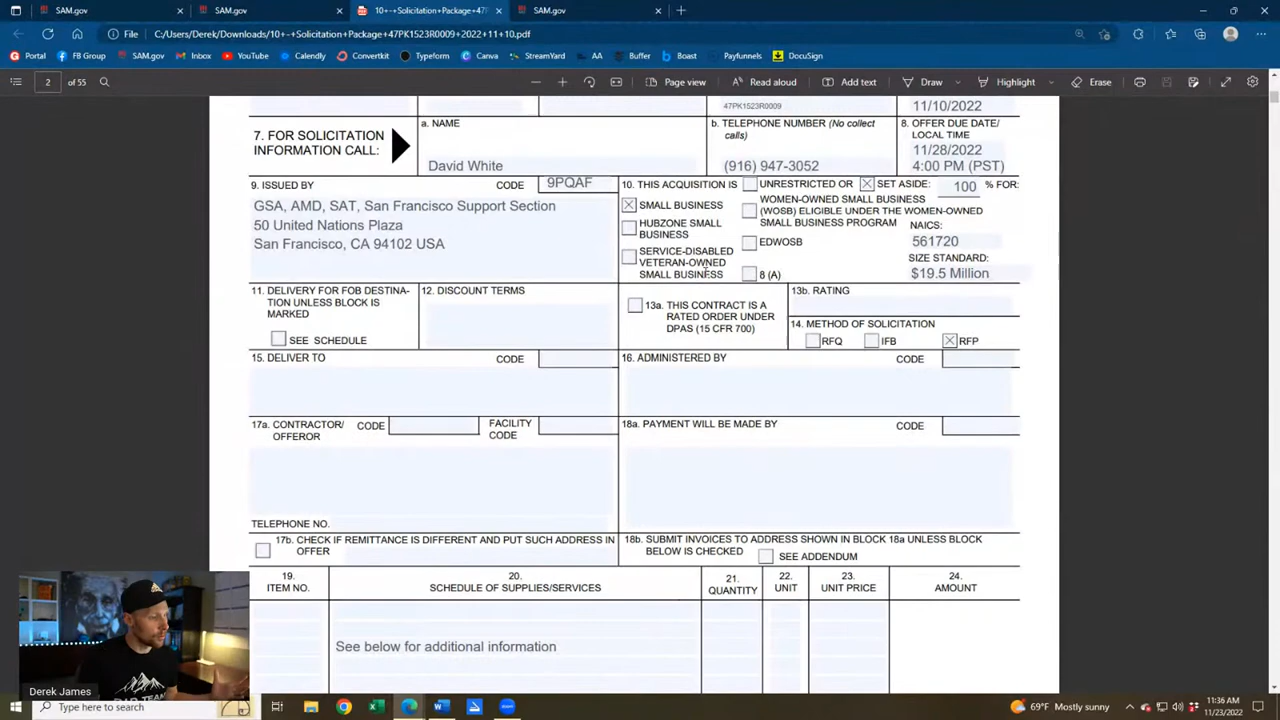 SAM.gov
SAM.gov
10+-+Solicitation+Package+47P
SAM.gov
File
C:/Users/Derek/Downloads/10+-+Solicitation+Package+47PK1523R0009+2022+11+10.pdf
Portal
FB Group
SAM.gov
Inbox
YouTube
Calendly
Convertkit
Typeform
Canva
StreamYard
AA
Buffer
Boast
Payfunnels
DocuSign
2 of 55
Page view
Read aloud
Add text
Draw
Highlight
Erase
47PK1523R0009
11/10/2022
7. FOR SOLICITATION
INFORMATION CALL:
a. NAME
David White
b. TELEPHONE NUMBER (No collect
calls)
(916) 947-3052
8. OFFER DUE DATE/
LOCAL TIME
11/28/2022
4:00 PM (PST)
9. ISSUED BY
CODE
9PQAF
GSA, AMD, SAT, San Francisco Support Section
50 United Nations Plaza
San Francisco, CA 94102 USA
10. THIS ACQUISITION IS
UNRESTRICTED OR
SET ASIDE:
100
% FOR:
SMALL BUSINESS
HUBZONE SMALL
BUSINESS
SERVICE-DISABLED
VETERAN-OWNED
SMALL BUSINESS
WOMEN-OWNED SMALL BUSINESS
(WOSB) ELIGIBLE UNDER THE WOMEN-OWNED
SMALL BUSINESS PROGRAM
EDWOSB
8 (A)
NAICS:
561720
SIZE STANDARD:
$19.5 Million
11. DELIVERY FOR FOB DESTINA-
TION UNLESS BLOCK IS
MARKED
SEE SCHEDULE
12. DISCOUNT TERMS
13a. THIS CONTRACT IS A
RATED ORDER UNDER
DPAS (15 CFR 700)
13b. RATING
14. METHOD OF SOLICITATION
RFQ
IFB
RFP
15. DELIVER TO
CODE
16. ADMINISTERED BY
CODE
17a. CONTRACTOR/
OFFEROR
CODE
FACILITY
CODE
18a. PAYMENT WILL BE MADE BY
CODE
TELEPHONE NO.
17b. CHECK IF REMITTANCE IS DIFFERENT AND PUT SUCH ADDRESS IN
OFFER
18b. SUBMIT INVOICES TO ADDRESS SHOWN IN BLOCK 18a UNLESS BLOCK
BELOW IS CHECKED
SEE ADDENDUM
19.
ITEM NO.
20.
SCHEDULE OF SUPPLIES/SERVICES
21.
QUANTITY
22.
UNIT
23.
UNIT PRICE
24.
AMOUNT
See below for additional information
Derek James
Type here to search
69°F Mostly sunny
11:36 AM
11/23/2022